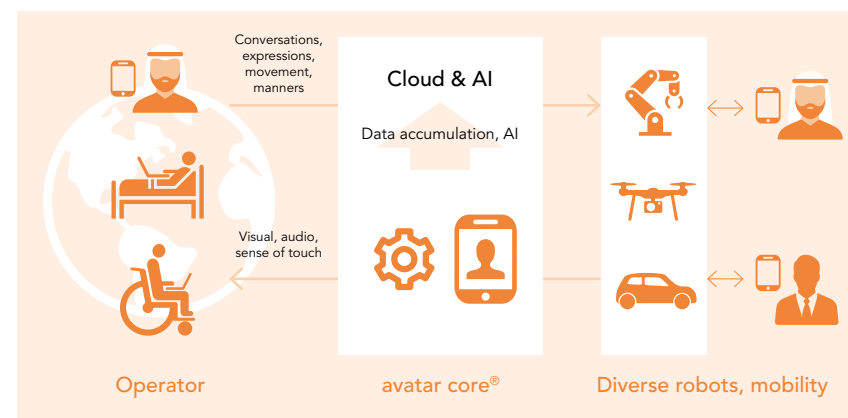 Conversations,
expressions,
movement,
manners
Cloud & AI
Data accumulation, AI
Visual, audio,
sense of touch
Operator
avatar core®
Diverse robots, mobility